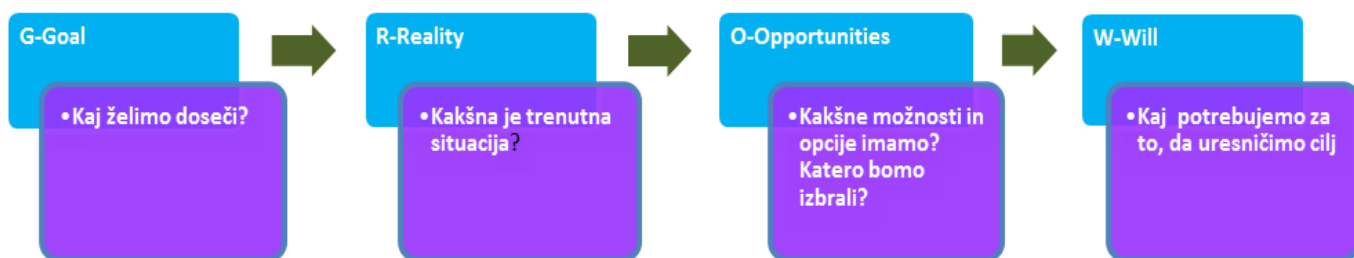 G-Goal
•Kaj želimo doseči?
R-Reality
•Kakšna je trenutna
situacija?
O-Opportunities
•Kakšne možnosti in
opcije imamo?
Katero bomo
izbrali?
W-Will
•Kaj  potrebujemo za
to, da uresničimo cilj